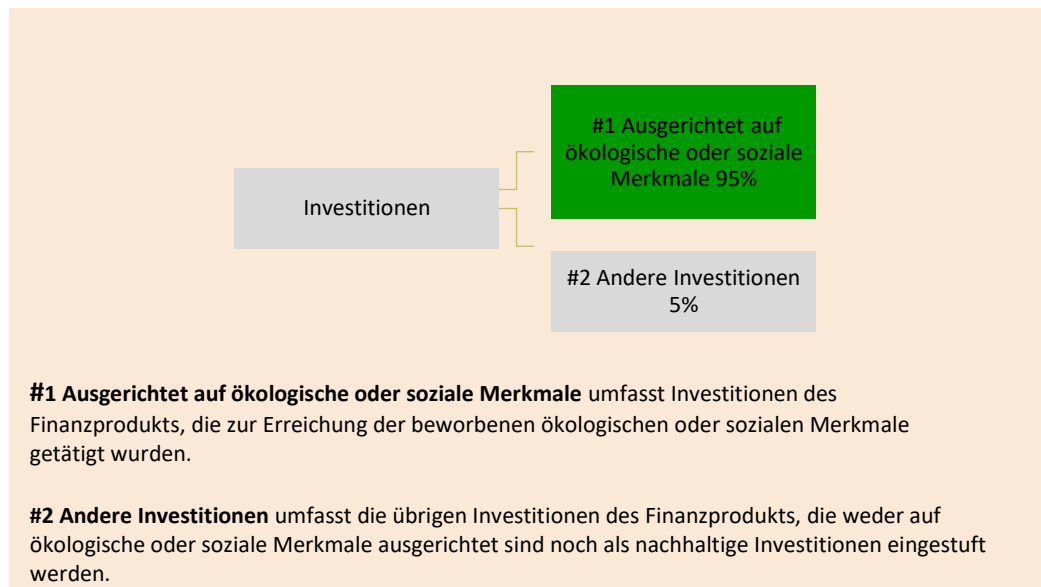 #1 Ausgerichtet auf
ökologische oder soziale
Merkmale 95%
Investitionen
#2 Andere Investitionen
5%
#1 Ausgerichtet auf ökologische oder soziale Merkmale umfasst Investitionen des
Finanzprodukts, die zur Erreichung der beworbenen ökologischen oder sozialen Merkmale
getätigt wurden.
#2 Andere Investitionen umfasst die übrigen Investitionen des Finanzprodukts, die weder auf
ökologische oder soziale Merkmale ausgerichtet sind noch als nachhaltige Investitionen eingestuft
werden.